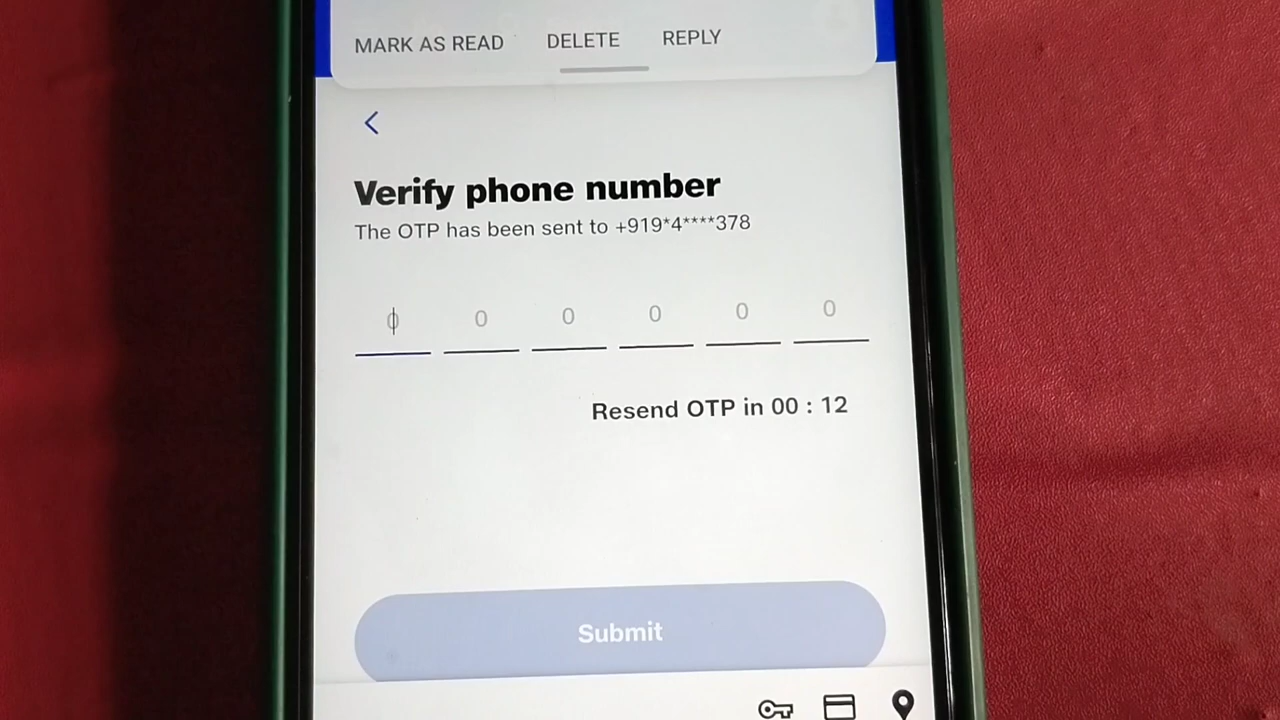 MARK AS READ DELETE REPLY
Verify phone number
The OTP has been sent to +919*4****378
0 0 0 0 0 0
Resend OTP in 00 : 12
Submit